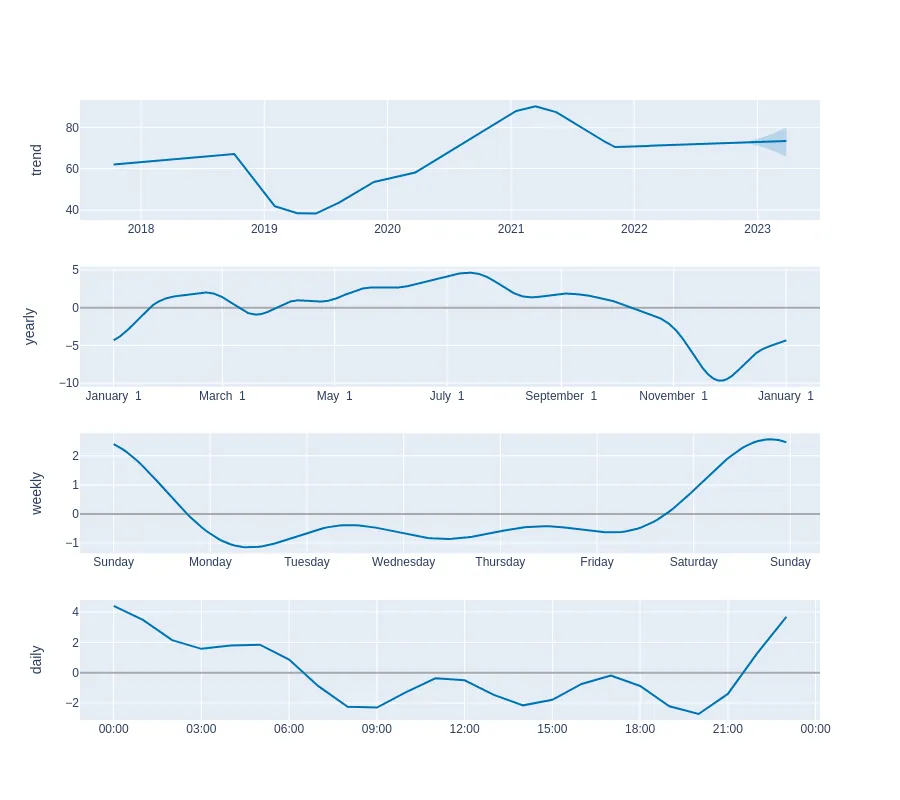 trend
80
60
40
2018 2019 2020 2021 2022 2023
yearly
5
0
−5
−10
January 1 March 1 May 1 July 1 September 1 November 1 January 1
weekly
2
1
0
−1
Sunday Monday Tuesday Wednesday Thursday Friday Saturday Sunday
daily
4
2
0
−2
00:00 03:00 06:00 09:00 12:00 15:00 18:00 21:00 00:00